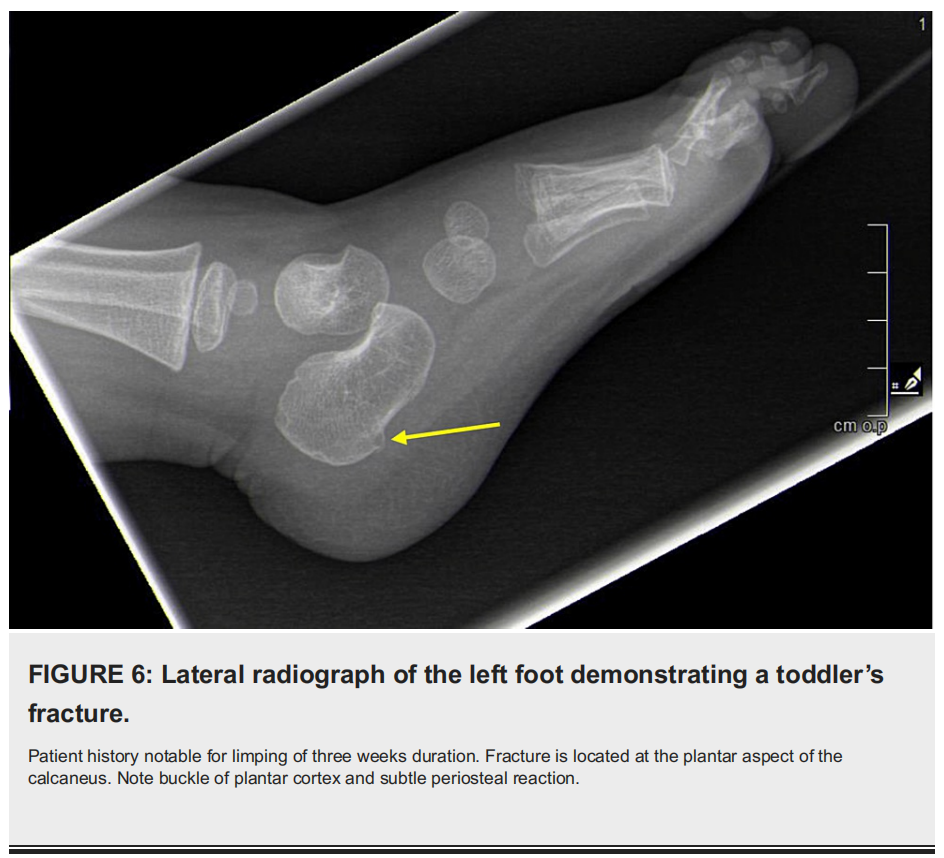 1
cm o.p
FIGURE 6: Lateral radiograph of the left foot demonstrating a toddler’s
fracture.
Patient history notable for limping of three weeks duration. Fracture is located at the plantar aspect of the
calcaneus. Note buckle of plantar cortex and subtle periosteal reaction.